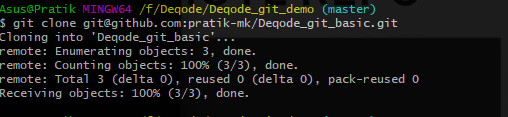 Asus@Pratik MINGW64 /f/Deqode/Deqode_git_demo (master)
$ git clone git@github.com:pratik-mk/Deqode_git_basic.git
Cloning into 'Deqode_git_basic'...
remote: Enumerating objects: 3, done.
remote: Counting objects: 100% (3/3), done.
remote: Total 3 (delta 0), reused 0 (delta 0), pack-reused 0
Receiving objects: 100% (3/3), done.